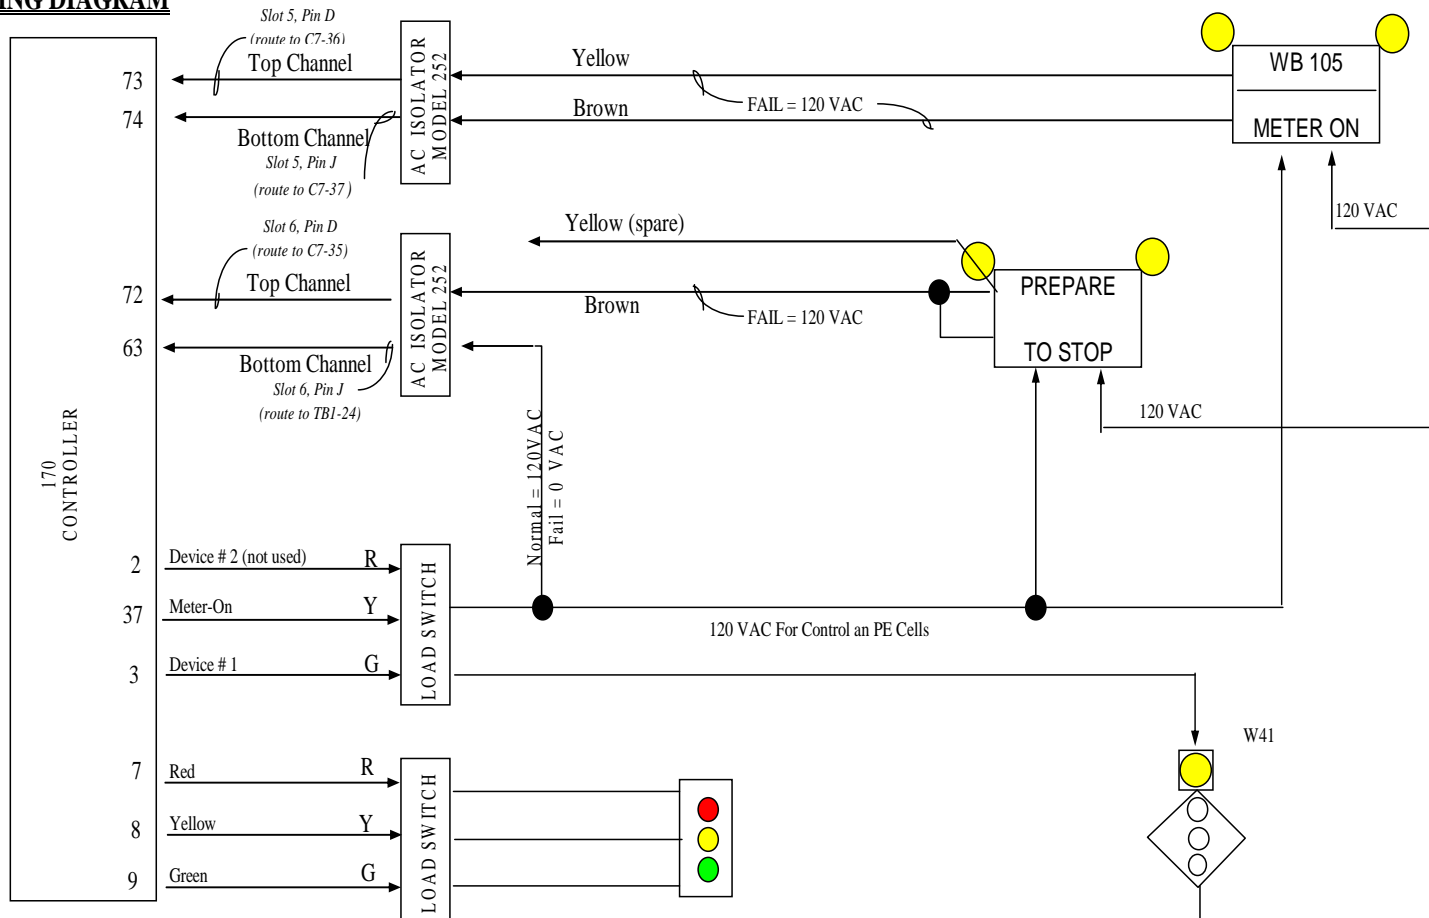 ING DIAGRAM
Slot 5, Pin D
(route to C7-36)
Top Channel
73
74
Bottom Channel
Slot 5, Pin J
(route to C7-37 )
AC ISOLATOR
MODEL 252
Yellow
Brown
FAIL = 120 VAC
WB 105
METER ON
120 VAC
Slot 6, Pin D
(route to C7-35)
Top Channel
72
63
Bottom Channel
Slot 6, Pin J
(route to TB1-24)
AC ISOLATOR
MODEL 252
Yellow (spare)
Brown
FAIL = 120 VAC
PREPARE
TO STOP
120 VAC
Normal = 120VAC
Fail = 0 VAC
170
CONTROLLER
2 Device # 2 (not used) R
37 Meter-On Y
3 Device # 1 G
LOAD SWITCH
120 VAC For Control an PE Cells
W41
7 Red R
8 Yellow Y
9 Green G
LOAD SWITCH